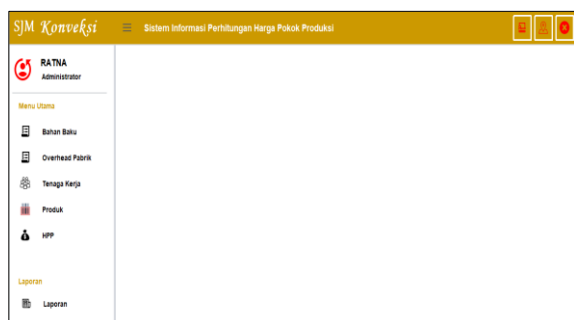 SJM Konveksi
Sistem Informasi Perhitungan Harga Pokok Produksi
RATNA
Administrator
Menu Utama
Bahan Baku
Overhead Pabrik
Tenaga Kerja
Produk
HPP
Laporan
Laporan